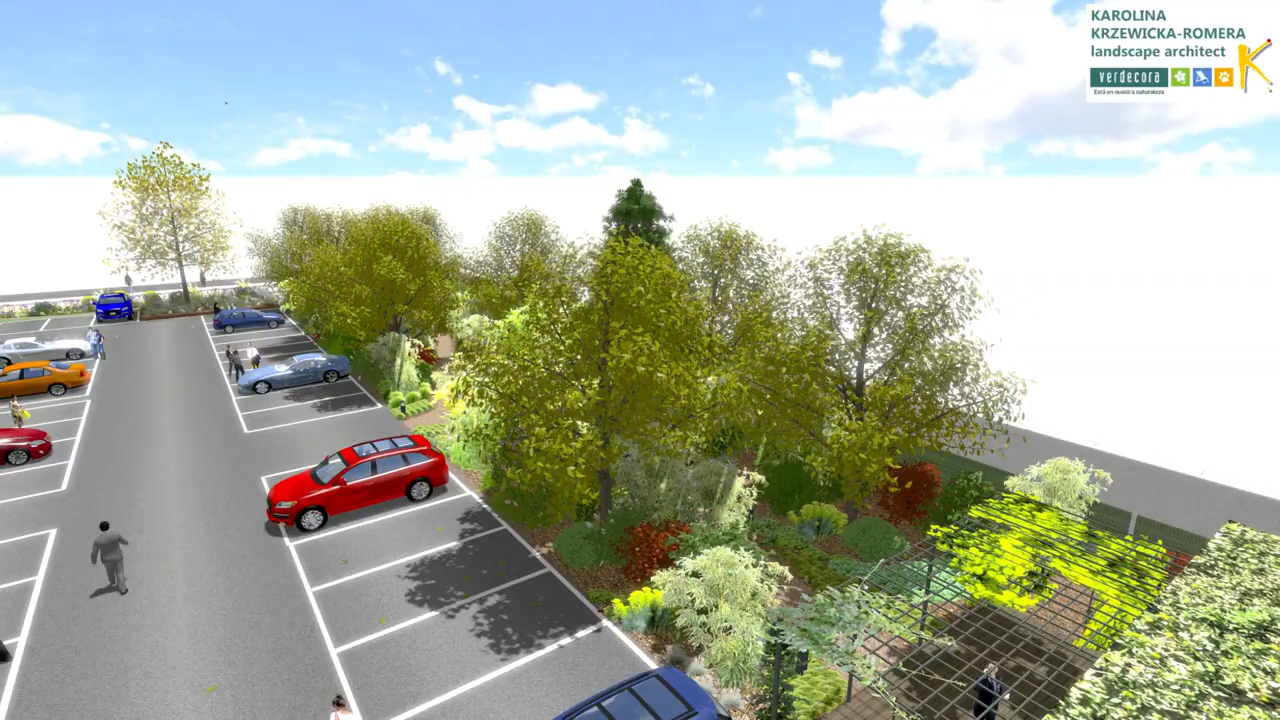 KAROLINA
KRZEWICKA-ROMERA
landscape architect
verdecora
Está en nuestra naturaleza